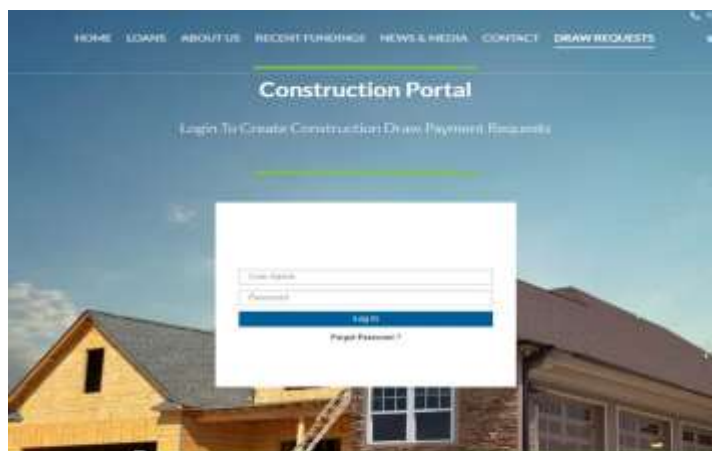 HOME LOANS ABOUT US RECENT FUNDINGS NEWS & MEDIA CONTACT DRAW REQUESTS
Construction Portal
Login To Create Construction Draw Payment Requests
User Name
Password
Log In
Forgot Password ?